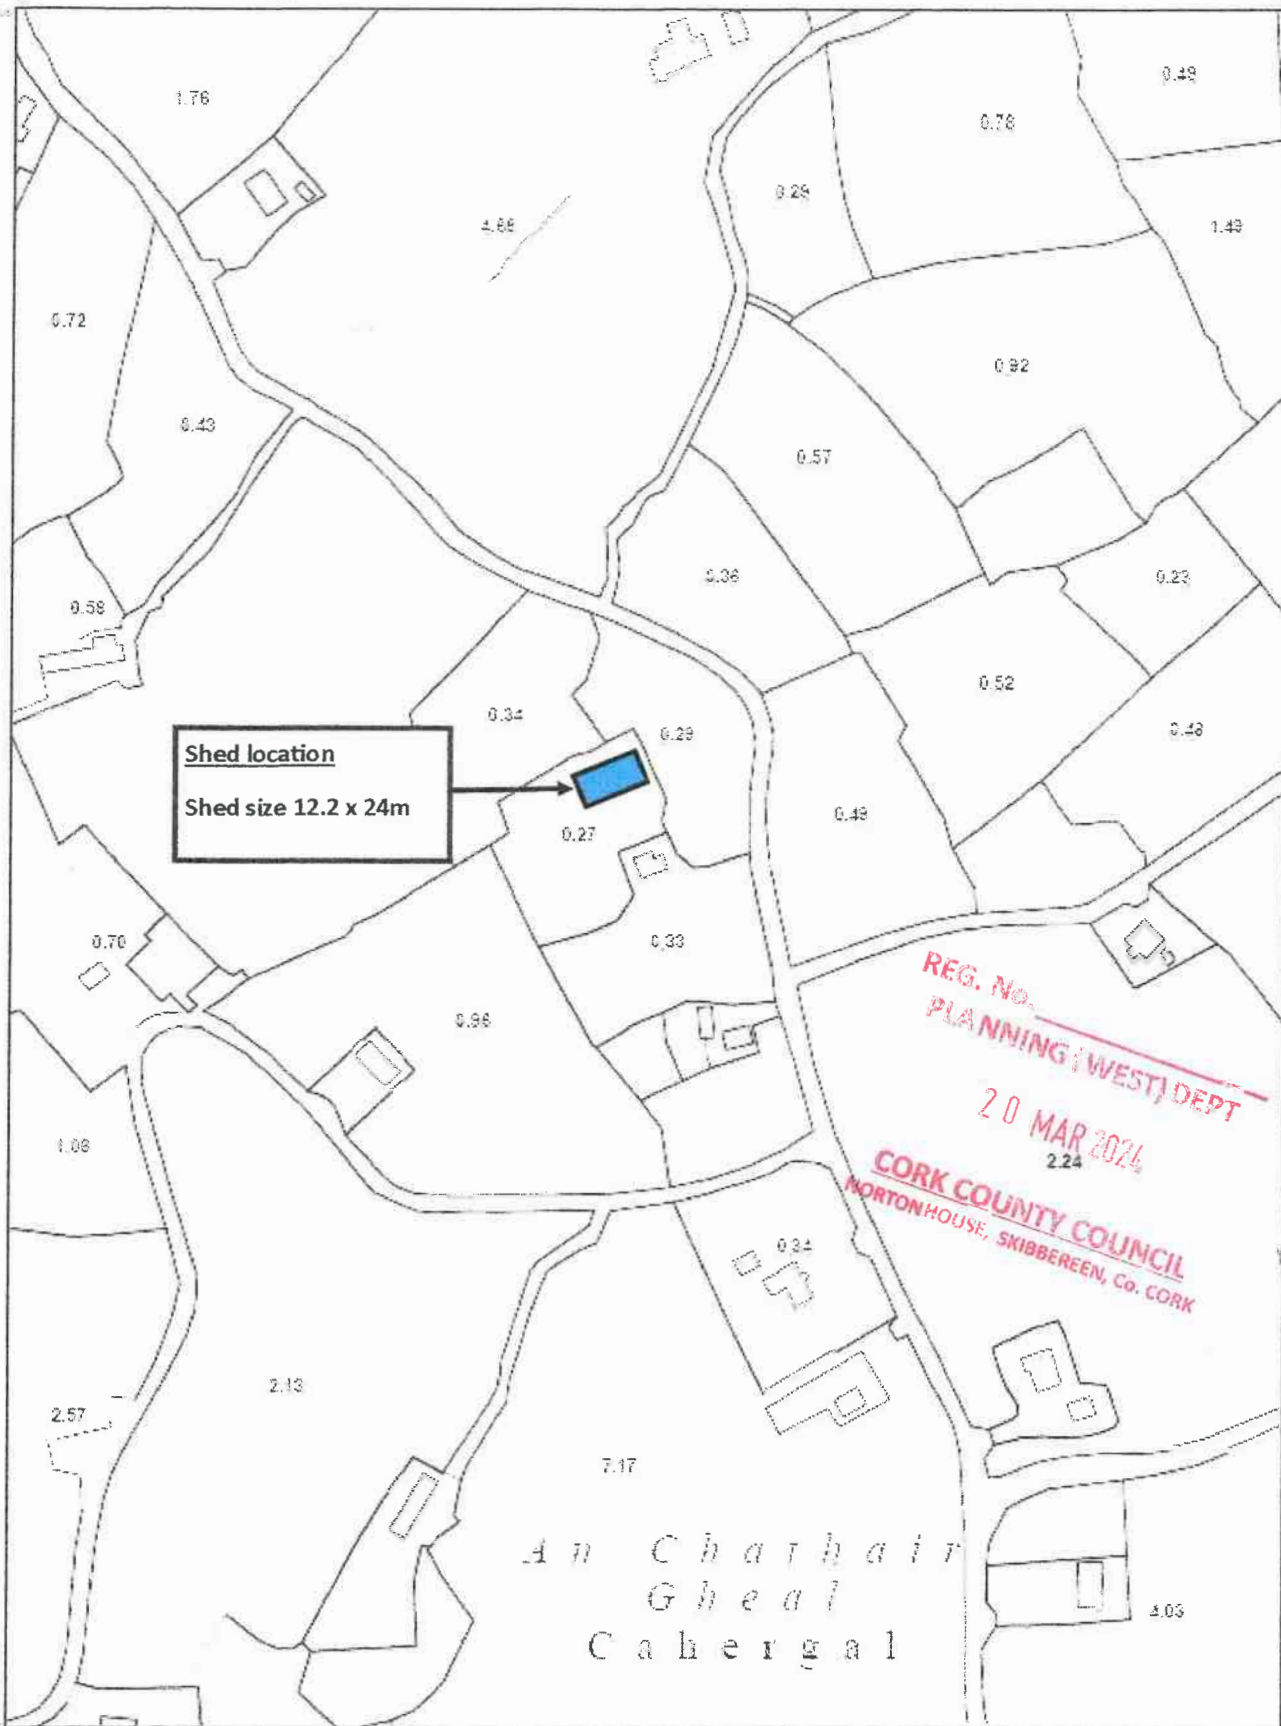 1.76
0.49
0.78
0.29
4.68
1.49
0.72
0.92
0.43
0.57
0.36
0.23
0.58
0.52
0.34
0.29
0.48
Shed location
Shed size 12.2 x 24m
0.49
0.27
0.70
0.33
REG. No.
PLANNING (WEST) DEPT
0.96
20 MAR 2024
2.24
CORK COUNTY COUNCIL
NORTON HOUSE, SKIBBEREEN, Co. CORK
0.34
2.13
2.57
7.17
An Chathair
Gheal
Cahergal
4.03